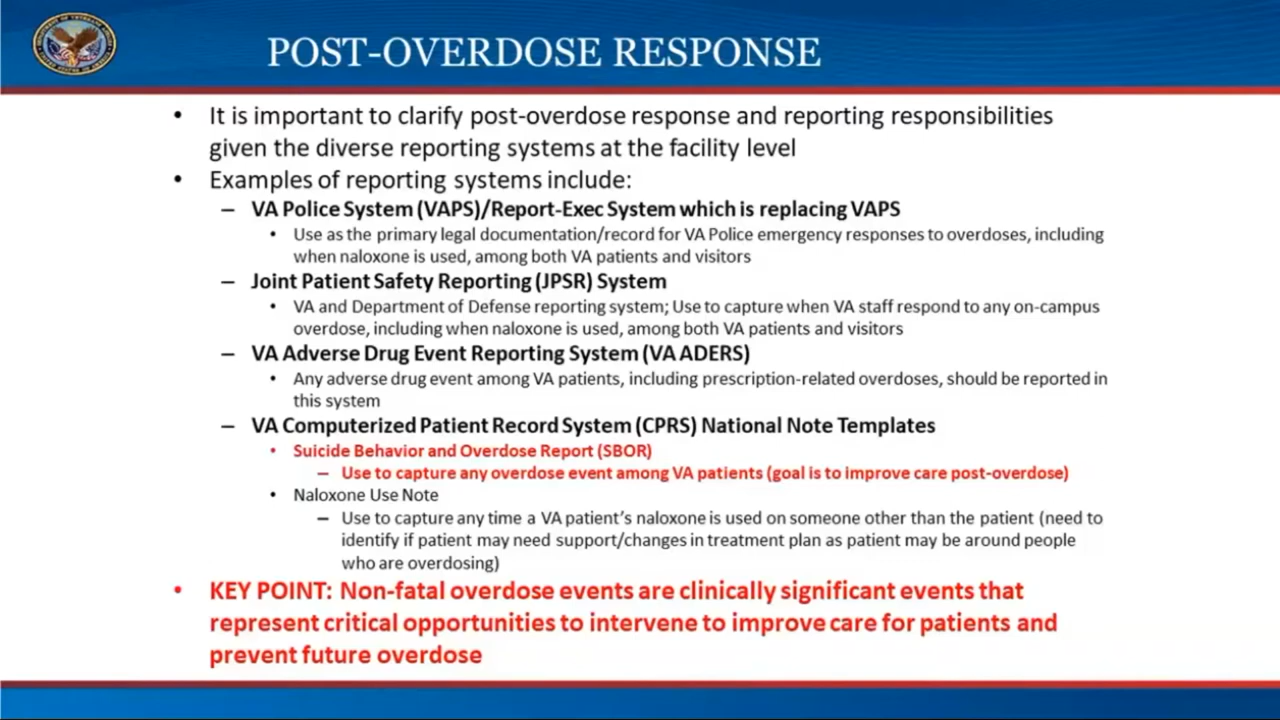 POST-OVERDOSE RESPONSE
• It is important to clarify post-overdose response and reporting responsibilities
given the diverse reporting systems at the facility level
• Examples of reporting systems include:
– VA Police System (VAPS)/Report-Exec System which is replacing VAPS
• Use as the primary legal documentation/record for VA Police emergency responses to overdoses, including
when naloxone is used, among both VA patients and visitors
– Joint Patient Safety Reporting (JPSR) System
• VA and Department of Defense reporting system; Use to capture when VA staff respond to any on-campus
overdose, including when naloxone is used, among both VA patients and visitors
– VA Adverse Drug Event Reporting System (VA ADERS)
• Any adverse drug event among VA patients, including prescription-related overdoses, should be reported in
this system
– VA Computerized Patient Record System (CPRS) National Note Templates
• Suicide Behavior and Overdose Report (SBOR)
– Use to capture any overdose event among VA patients (goal is to improve care post-overdose)
• Naloxone Use Note
– Use to capture any time a VA patient's naloxone is used on someone other than the patient (need to
identify if patient may need support/changes in treatment plan as patient may be around people
who are overdosing)
• KEY POINT: Non-fatal overdose events are clinically significant events that
represent critical opportunities to intervene to improve care for patients and
prevent future overdose